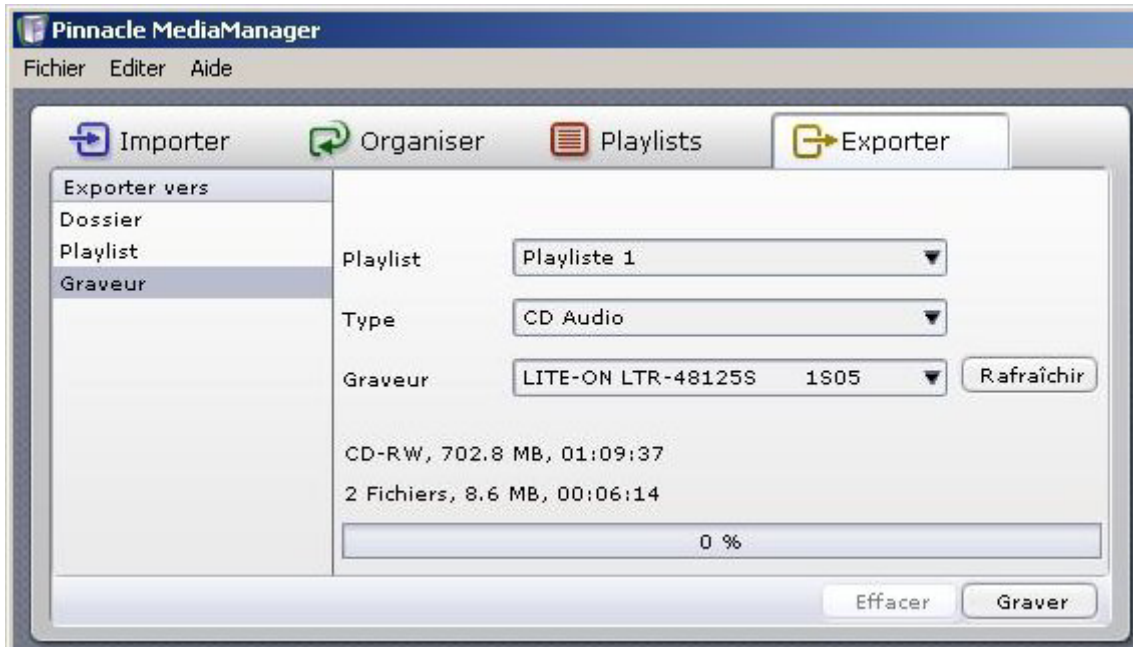 Pinnacle MediaManager
Fichier Editer Aide
Importer Organiser Playlists Exporter
Exporter vers
Dossier
Playlist
Graveur
Playlist Playliste 1
Type CD Audio
Graveur LITE-ON LTR-48125S 1S05 Rafraîchir
CD-RW, 702.8 MB, 01:09:37
2 Fichiers, 8.6 MB, 00:06:14
0 %
Effacer Graver